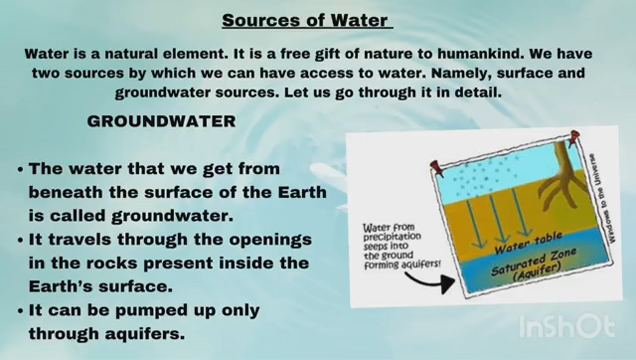 Sources of Water
Water is a natural element. It is a free gift of nature to humankind. We have
two sources by which we can have access to water. Namely, surface and
groundwater sources. Let us go through it in detail.
GROUNDWATER
• The water that we get from
beneath the surface of the Earth
is called groundwater.
• It travels through the openings
in the rocks present inside the
Earth's surface.
• It can be pumped up only
through aquifers.
Water from
precipitation
seeps into
the ground
forming aquifers!
Water table
Saturated Zone
(Aquifer)
Windows to the Universe
InShOt